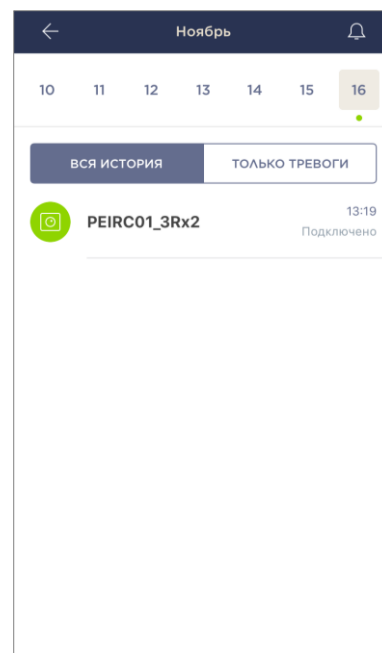 Ноябрь
10 11 12 13 14 15 16
ВСЯ ИСТОРИЯ ТОЛЬКО ТРЕВОГИ
13:19
PEIRC01_3Rx2
Подключено